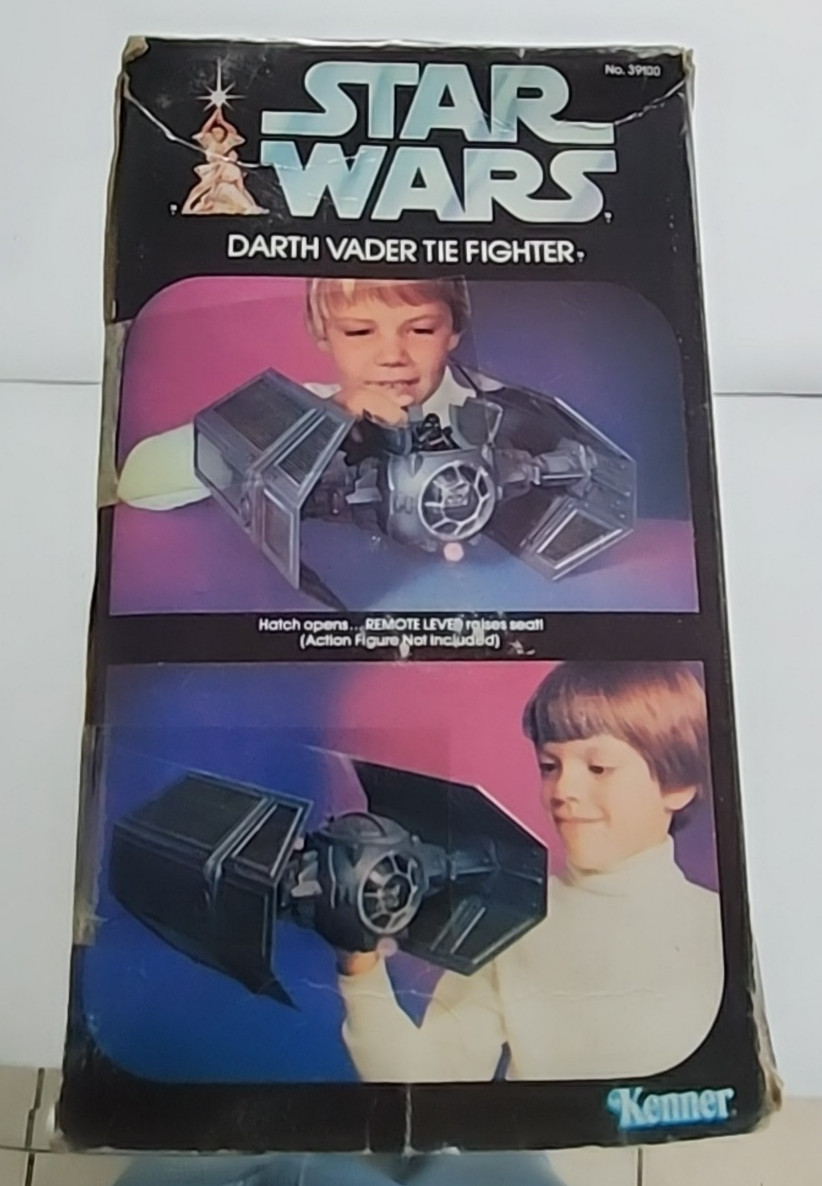 No. 39100
STAR
WARS
DARTH VADER TIE FIGHTER
Hatch opens... REMOTE LEVER raises seat!
(Action Figure Not Included)
Kenner